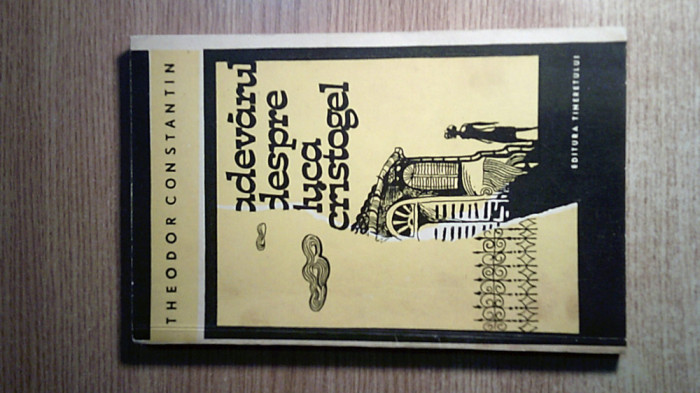 THEODOR CONSTANTIN
adevărul
despre
luca
cristogel
EDITURA TINERETULUI